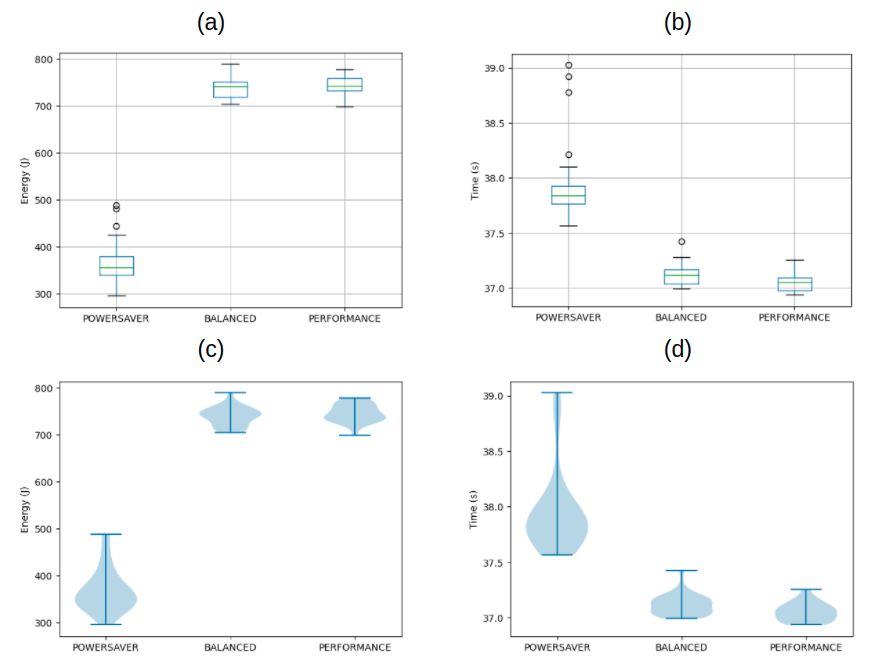 (a)
(b)
800
700
600
500
400
300
Energy (J)
POWERSAVER BALANCED PERFORMANCE
39.0
38.5
38.0
37.5
37.0
Time (s)
POWERSAVER BALANCED PERFORMANCE
(c)
(d)
800
700
600
500
400
300
Energy (J)
POWERSAVER BALANCED PERFORMANCE
39.0
38.5
38.0
37.5
37.0
Time (s)
POWERSAVER BALANCED PERFORMANCE